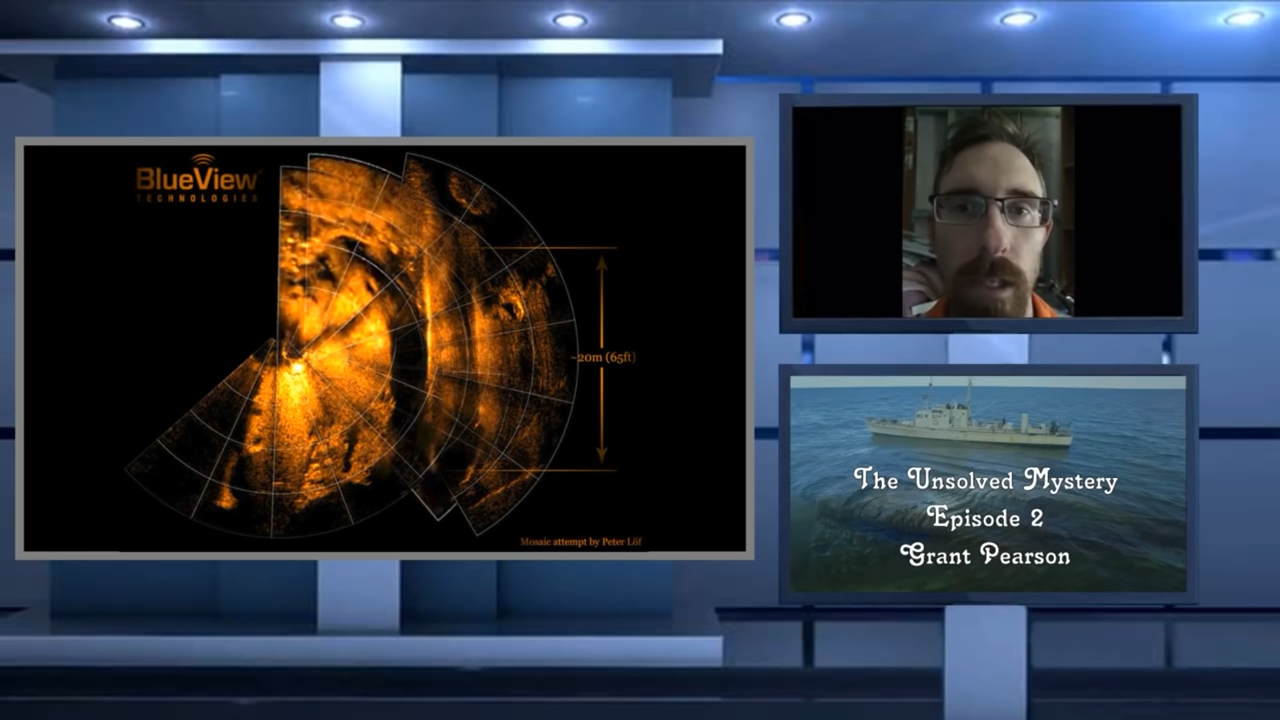 BlueView
TECHNOLOGIES
~20m (65ft)
Mosaic attempt by Peter Löf
The Unsolved Mystery
Episode 2
Grant Pearson